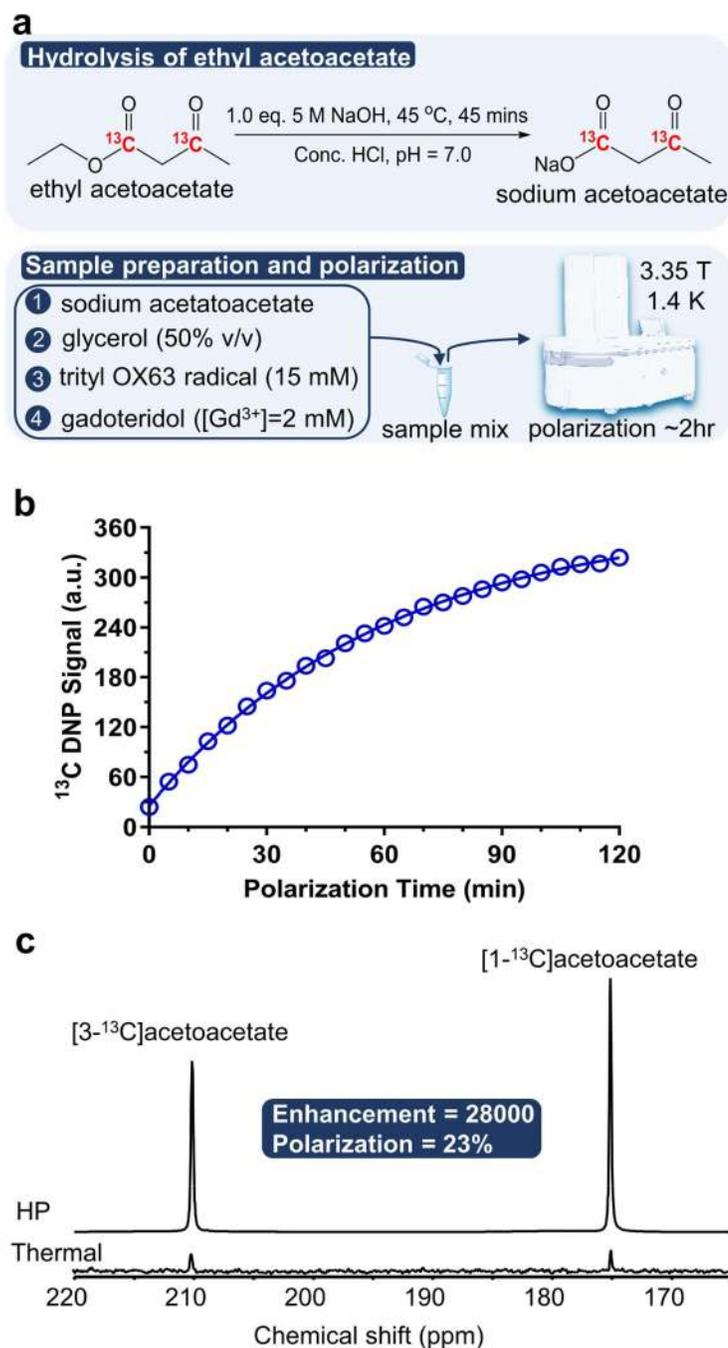 a
Hydrolysis of ethyl acetoacetate
O O
13C 13C
O
ethyl acetoacetate
1.0 eq. 5 M NaOH, 45 °C, 45 mins
Conc. HCl, pH = 7.0
O O
13C 13C
NaO
sodium acetoacetate
Sample preparation and polarization
1 sodium acetatoacetate
2 glycerol (50% v/v)
3 trityl OX63 radical (15 mM)
4 gadoteridol ([Gd³⁺]=2 mM)
sample mix
3.35 T
1.4 K
polarization ~2hr
b
¹³C DNP Signal (a.u.)
360
300
240
180
120
60
0
0 30 60 90 120
Polarization Time (min)
c
[1-¹³C]acetoacetate
[3-¹³C]acetoacetate
Enhancement = 28000
Polarization = 23%
HP
Thermal
220 210 200 190 180 170
Chemical shift (ppm)